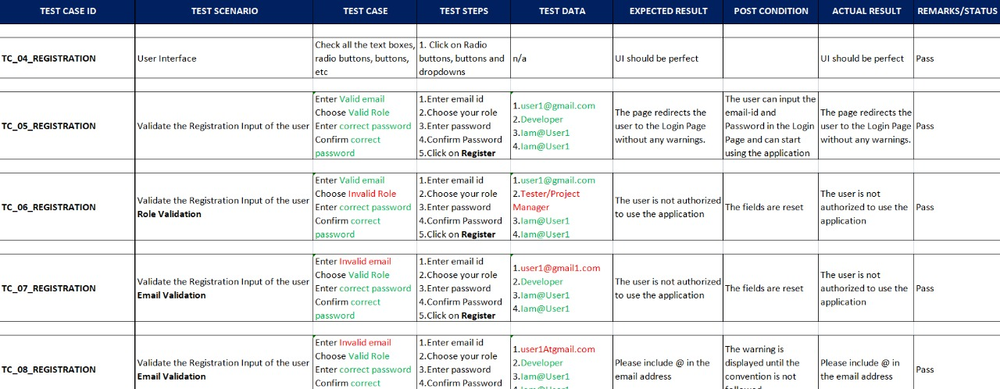 TEST CASE ID TEST SCENARIO TEST CASE TEST STEPS TEST DATA EXPECTED RESULT POST CONDITION ACTUAL RESULT REMARKS/STATUS
TC_04_REGISTRATION
User Interface
Check all the text boxes,
radio buttons, buttons,
etc
1. Click on Radio
buttons, buttons and
dropdowns
n/a
UI should be perfect
UI should be perfect
Pass
TC_05_REGISTRATION
Validate the Registration Input of the user
Enter Valid email
Choose Valid Role
Enter correct password
Confirm correct
password
1.Enter email id
2.Choose your role
3.Enter password
4.Confirm Password
5.Click on Register
1.user1@gmail.com
2.Developer
3.Iam@User1
4.Iam@User1
The page redirects the
user to the Login Page
without any warnings.
The user can input the
email-id and
Password in the Login
Page and can start
using the application
The page redirects the
user to the Login Page
without any warnings.
Pass
TC_06_REGISTRATION
Validate the Registration Input of the user
Role Validation
Enter Valid email
Choose Invalid Role
Enter correct password
Confirm correct
password
1.Enter email id
2.Choose your role
3.Enter password
4.Confirm Password
5.Click on Register
1.user1@gmail.com
2.Tester/Project
Manager
3.Iam@User1
4.Iam@User1
The user is not authorized
to use the application
The fields are reset
The user is not
authorized to use the
application
Pass
TC_07_REGISTRATION
Validate the Registration Input of the user
Email Validation
Enter Invalid email
Choose Valid Role
Enter correct password
Confirm correct
password
1.Enter email id
2.Choose your role
3.Enter password
4.Confirm Password
5.Click on Register
1.user1@gmail1.com
2.Developer
3.Iam@User1
4.Iam@User1
The user is not authorized
to use the application
The fields are reset
The user is not
authorized to use the
application
Pass
TC_08_REGISTRATION
Validate the Registration Input of the user
Email Validation
Enter Invalid email
Choose Valid Role
Enter correct password
Confirm correct
1.Enter email id
2.Choose your role
3.Enter password
4.Confirm Password
1.user1Atgmail.com
2.Developer
3.Iam@User1
Please include @ in the
email address
The warning is
displayed until the
convention is not
Please include @ in
the email address
Pass